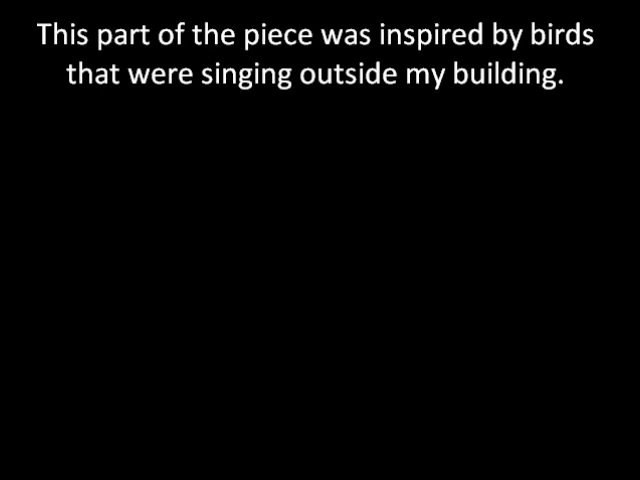 This part of the piece was inspired by birds
that were singing outside my building.